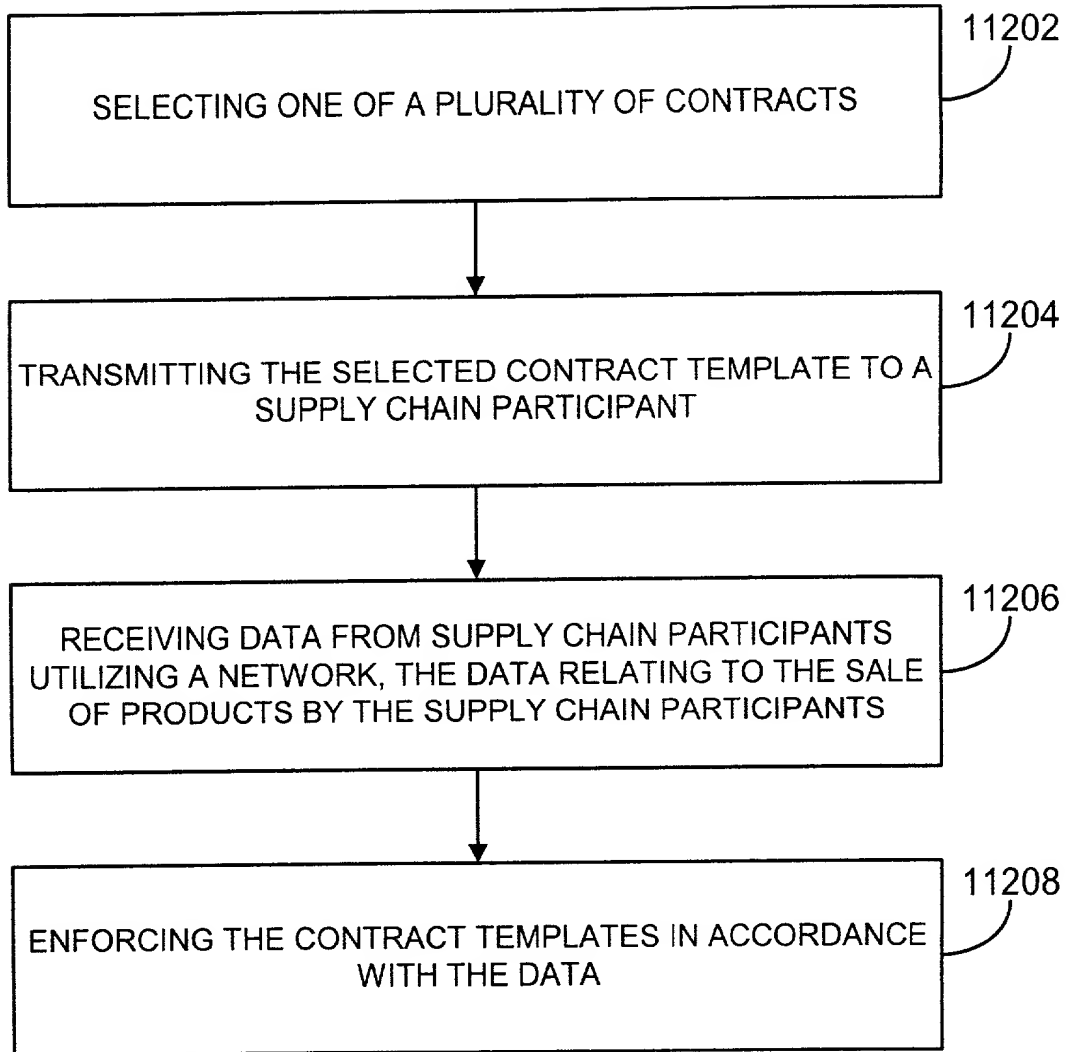 11202
SELECTING ONE OF A PLURALITY OF CONTRACTS
11204
TRANSMITTING THE SELECTED CONTRACT TEMPLATE TO A
SUPPLY CHAIN PARTICIPANT
11206
RECEIVING DATA FROM SUPPLY CHAIN PARTICIPANTS
UTILIZING A NETWORK, THE DATA RELATING TO THE SALE
OF PRODUCTS BY THE SUPPLY CHAIN PARTICIPANTS
11208
ENFORCING THE CONTRACT TEMPLATES IN ACCORDANCE
WITH THE DATA